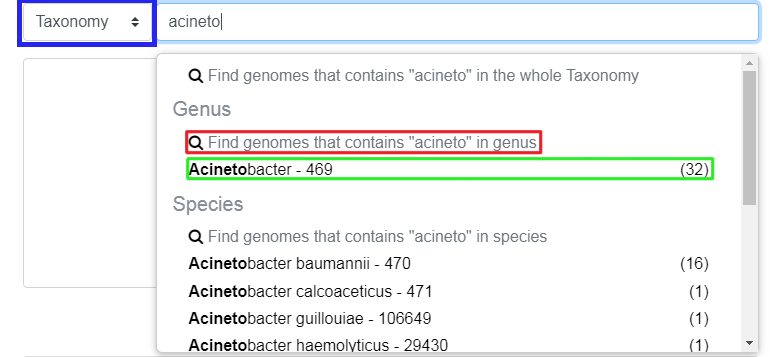 Taxonomy acineto
Find genomes that contains "acineto" in the whole Taxonomy
Genus
Find genomes that contains "acineto" in genus
Acinetobacter - 469 (32)
Species
Find genomes that contains "acineto" in species
Acinetobacter baumannii - 470 (16)
Acinetobacter calcoaceticus - 471 (1)
Acinetobacter guillouiae - 106649 (1)
Acinetobacter haemolyticus - 29430 (1)